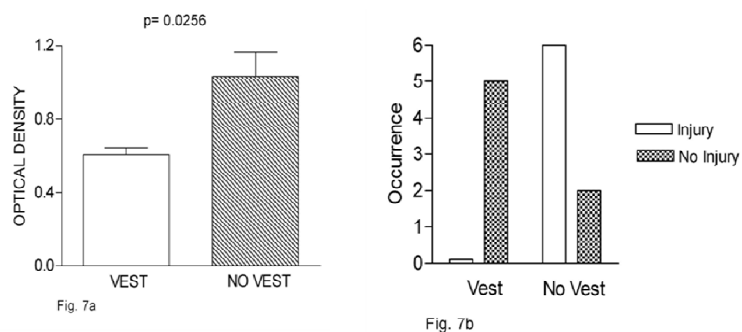 p= 0.0256
OPTICAL DENSITY
1.2
0.8
0.4
0.0
VEST NO VEST
Fig. 7a
Occurrence
6
5
4
3
2
1
0
Vest No Vest
Injury
No Injury
Fig. 7b